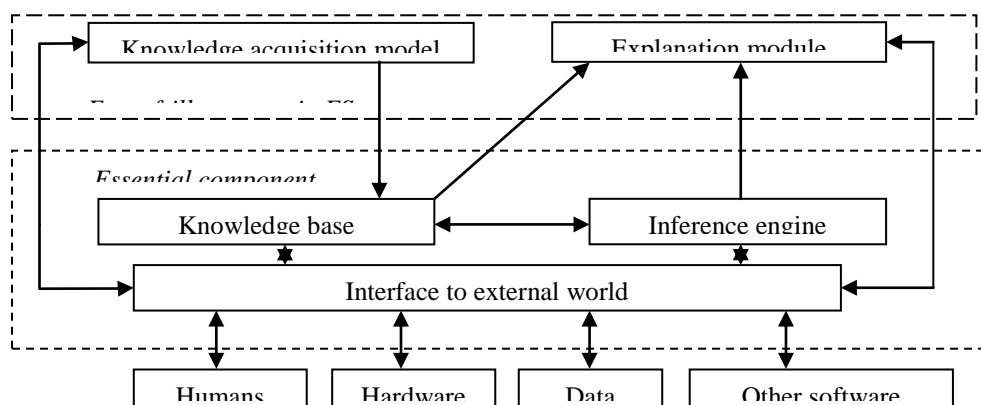 Knowledge acquisition model
Explanation module
Essential component
Knowledge base
Inference engine
Interface to external world
Humans
Hardware
Data
Other software